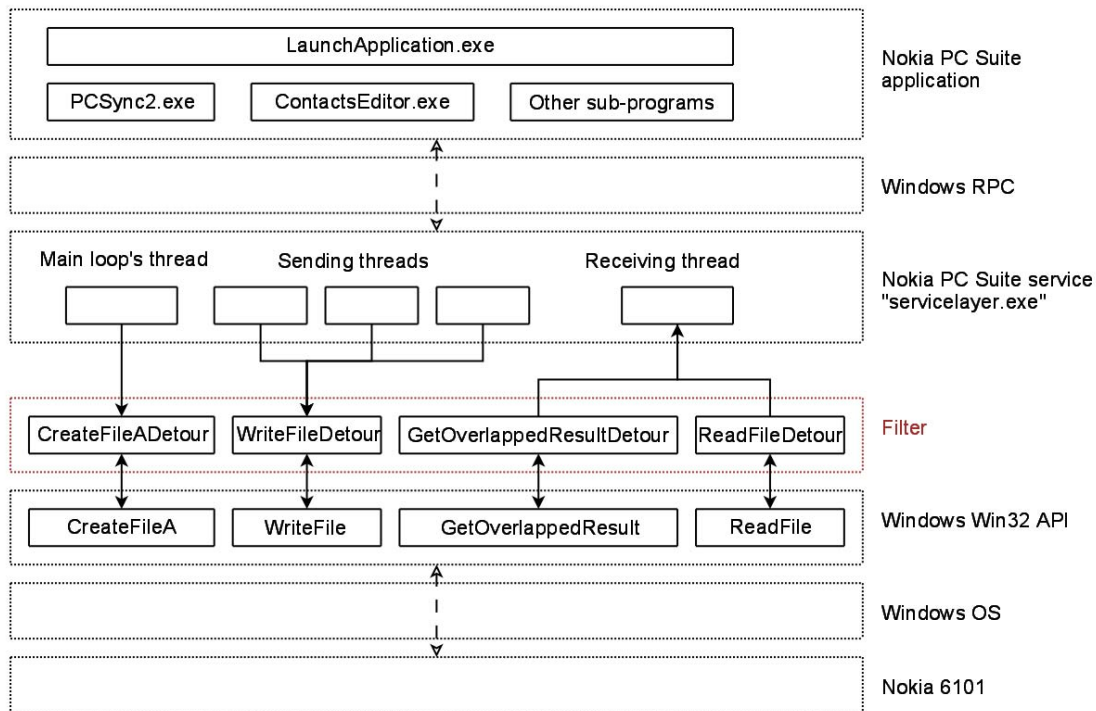 LaunchApplication.exe
PCSync2.exe
ContactsEditor.exe
Other sub-programs
Nokia PC Suite
application
Windows RPC
Main loop's thread
Sending threads
Receiving thread
Nokia PC Suite service
"servicelayer.exe"
CreateFileADetour
WriteFileDetour
GetOverlappedResultDetour
ReadFileDetour
Filter
CreateFileA
WriteFile
GetOverlappedResult
ReadFile
Windows Win32 API
Windows OS
Nokia 6101